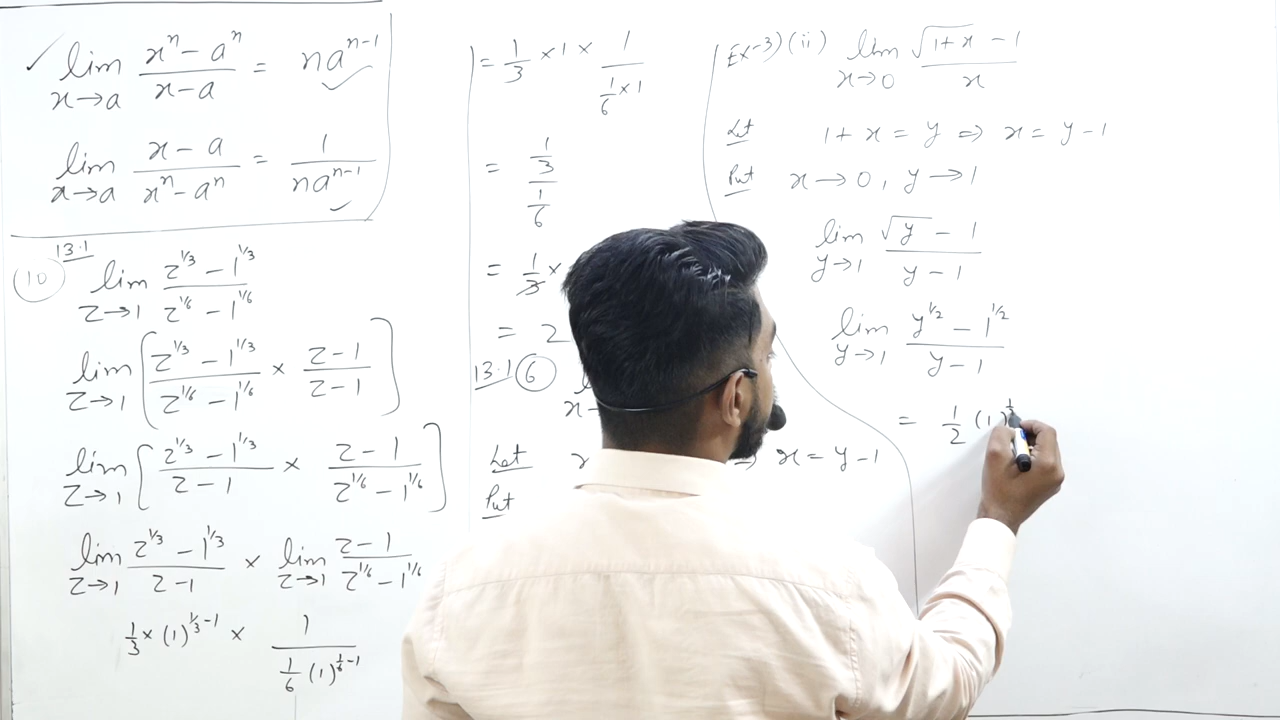 ✓ lim x→a (xⁿ − aⁿ)/(x − a) = naⁿ⁻¹
lim x→a (x − a)/(xⁿ − aⁿ) = 1/(naⁿ⁻¹)
13.1
(10) lim z→1 (z^(1/3) − 1^(1/3))/(z^(1/6) − 1^(1/6))
lim z→1 [(z^(1/3) − 1^(1/3))/(z^(1/6) − 1^(1/6)) × (z − 1)/(z − 1)]
lim z→1 [(z^(1/3) − 1^(1/3))/(z − 1) × (z − 1)/(z^(1/6) − 1^(1/6))]
lim z→1 (z^(1/3) − 1^(1/3))/(z − 1) × lim z→1 (z − 1)/(z^(1/6) − 1^(1/6))
1/3 × (1)^(1/3 − 1) × 1/(1/6 (1)^(1/6 − 1))
= 1/3 × 1 × 1/(1/6 × 1)
= (1/3)/(1/6)
= 1/3 ×
= 2
13.1 (6)
x→
Let ⇒ x = y − 1
Put
Ex-3) (ii) lim x→0 (√(1+x) − 1)/x
Let 1 + x = y ⇒ x = y − 1
Put x→0, y→1
lim y→1 (√y − 1)/(y − 1)
lim y→1 (y^(1/2) − 1^(1/2))/(y − 1)
= 1/2 (1)